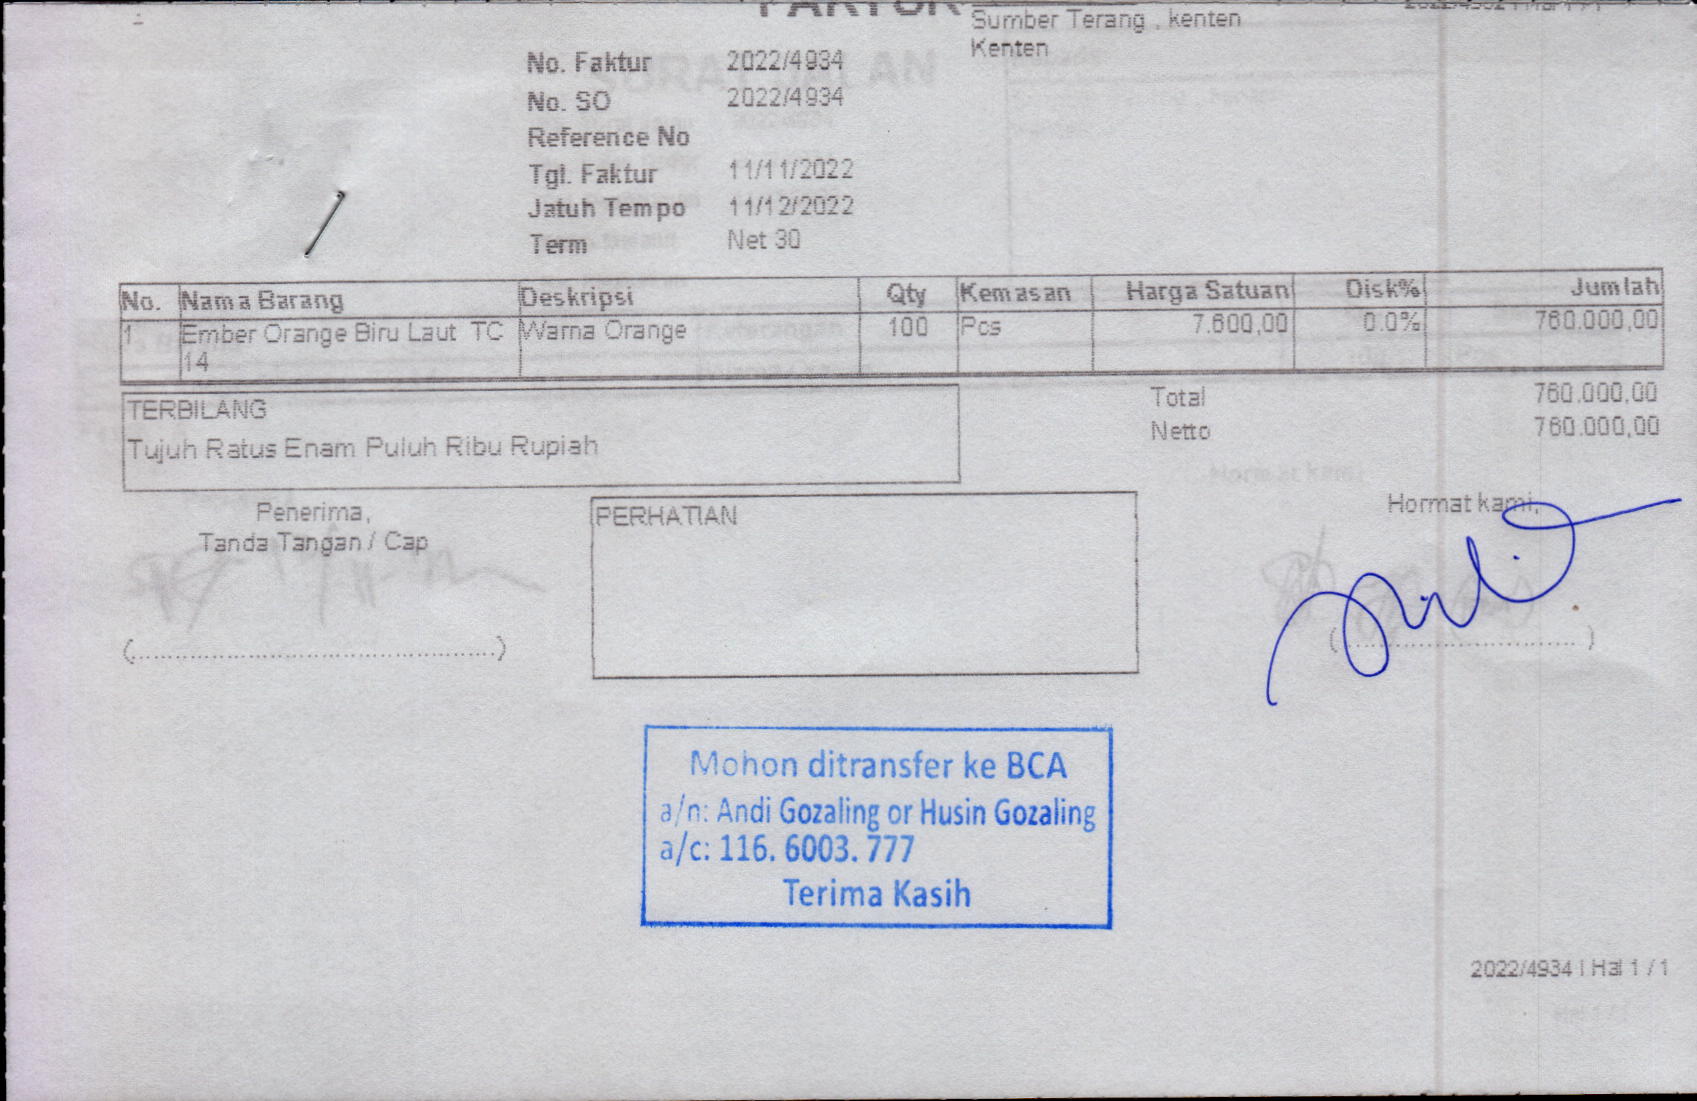 FAKTUR
Sumber Terang , kenten
Kenten
No. Faktur 2022/4934
No. SO 2022/4934
Reference No
Tgl. Faktur 11/11/2022
Jatuh Tempo 11/12/2022
Term Net 30
No. Nama Barang Deskripsi Qty Kemasan Harga Satuan Disk% Jumlah
1 Ember Orange Biru Laut TC Warna Orange 100 Pcs 7.600,00 0.0% 760.000,00
14
Total 760.000,00
Netto 760.000,00
TERBILANG
Tujuh Ratus Enam Puluh Ribu Rupiah
Penerima,
Tanda Tangan / Cap
(..................................................)
PERHATIAN
Hormat kami,
(..............................)
Mohon ditransfer ke BCA
a/n: Andi Gozaling or Husin Gozaling
a/c: 116. 6003. 777
Terima Kasih
2022/4934 | Hal 1 / 1